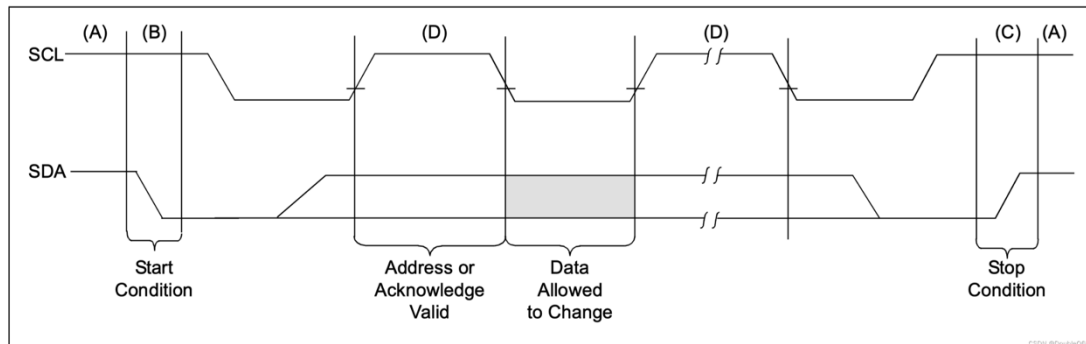 (A) (B) (D) (D) (C) (A)
SCL
SDA
Start
Condition
Address or
Acknowledge
Valid
Data
Allowed
to Change
Stop
Condition